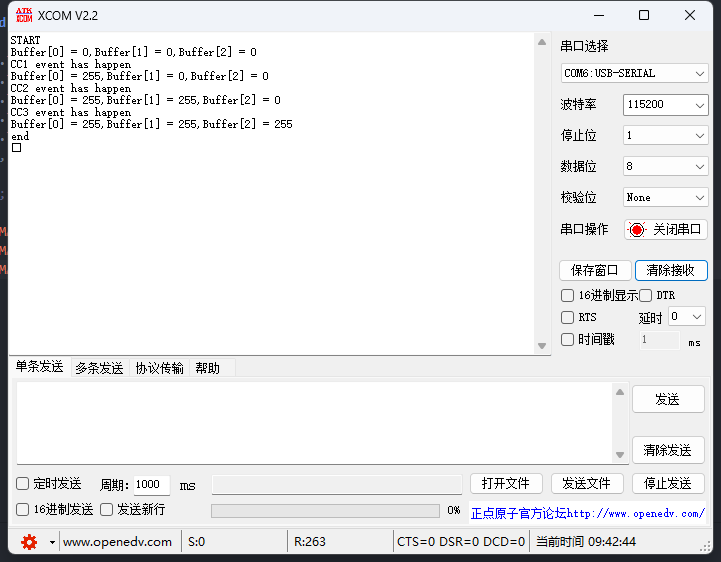 ATK
XCOM
XCOM V2.2
START
Buffer[0] = 0,Buffer[1] = 0,Buffer[2] = 0
CC1 event has happen
Buffer[0] = 255,Buffer[1] = 0,Buffer[2] = 0
CC2 event has happen
Buffer[0] = 255,Buffer[1] = 255,Buffer[2] = 0
CC3 event has happen
Buffer[0] = 255,Buffer[1] = 255,Buffer[2] = 255
end
串口选择
COM6:USB-SERIAL
波特率 115200
停止位 1
数据位 8
校验位 None
串口操作 关闭串口
保存窗口 清除接收
16进制显示 DTR
RTS 延时 0
时间戳 1 ms
单条发送 多条发送 协议传输 帮助
发送
清除发送
定时发送 周期: 1000 ms 打开文件 发送文件 停止发送
16进制发送 发送新行 0% 正点原子官方论坛http://www.openedv.com/
www.openedv.com S:0 R:263 CTS=0 DSR=0 DCD=0 当前时间 09:42:44